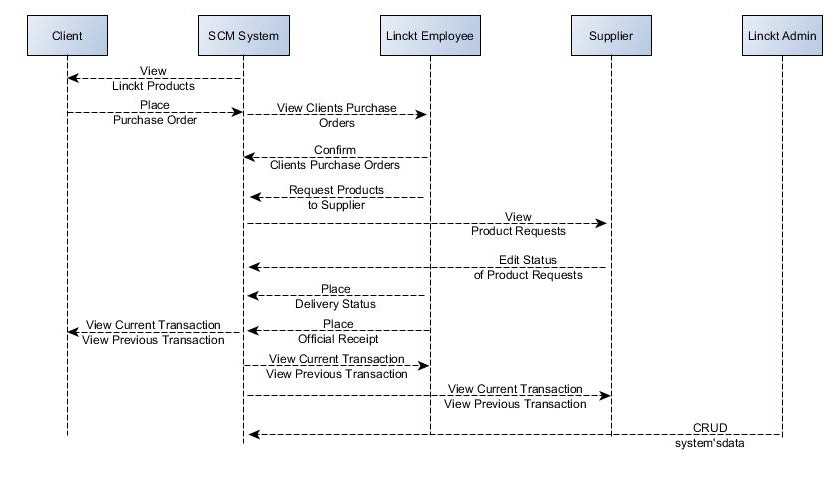 Client
SCM System
Linckt Employee
Supplier
Linckt Admin
View
Linckt Products
Place
Purchase Order
View Clients Purchase
Orders
Confirm
Clients Purchase Orders
Request Products
to Supplier
View
Product Requests
Edit Status
of Product Requests
Place
Delivery Status
View Current Transaction
View Previous Transaction
Place
Official Receipt
View Current Transaction
View Previous Transaction
View Current Transaction
View Previous Transaction
CRUD
system'sdata